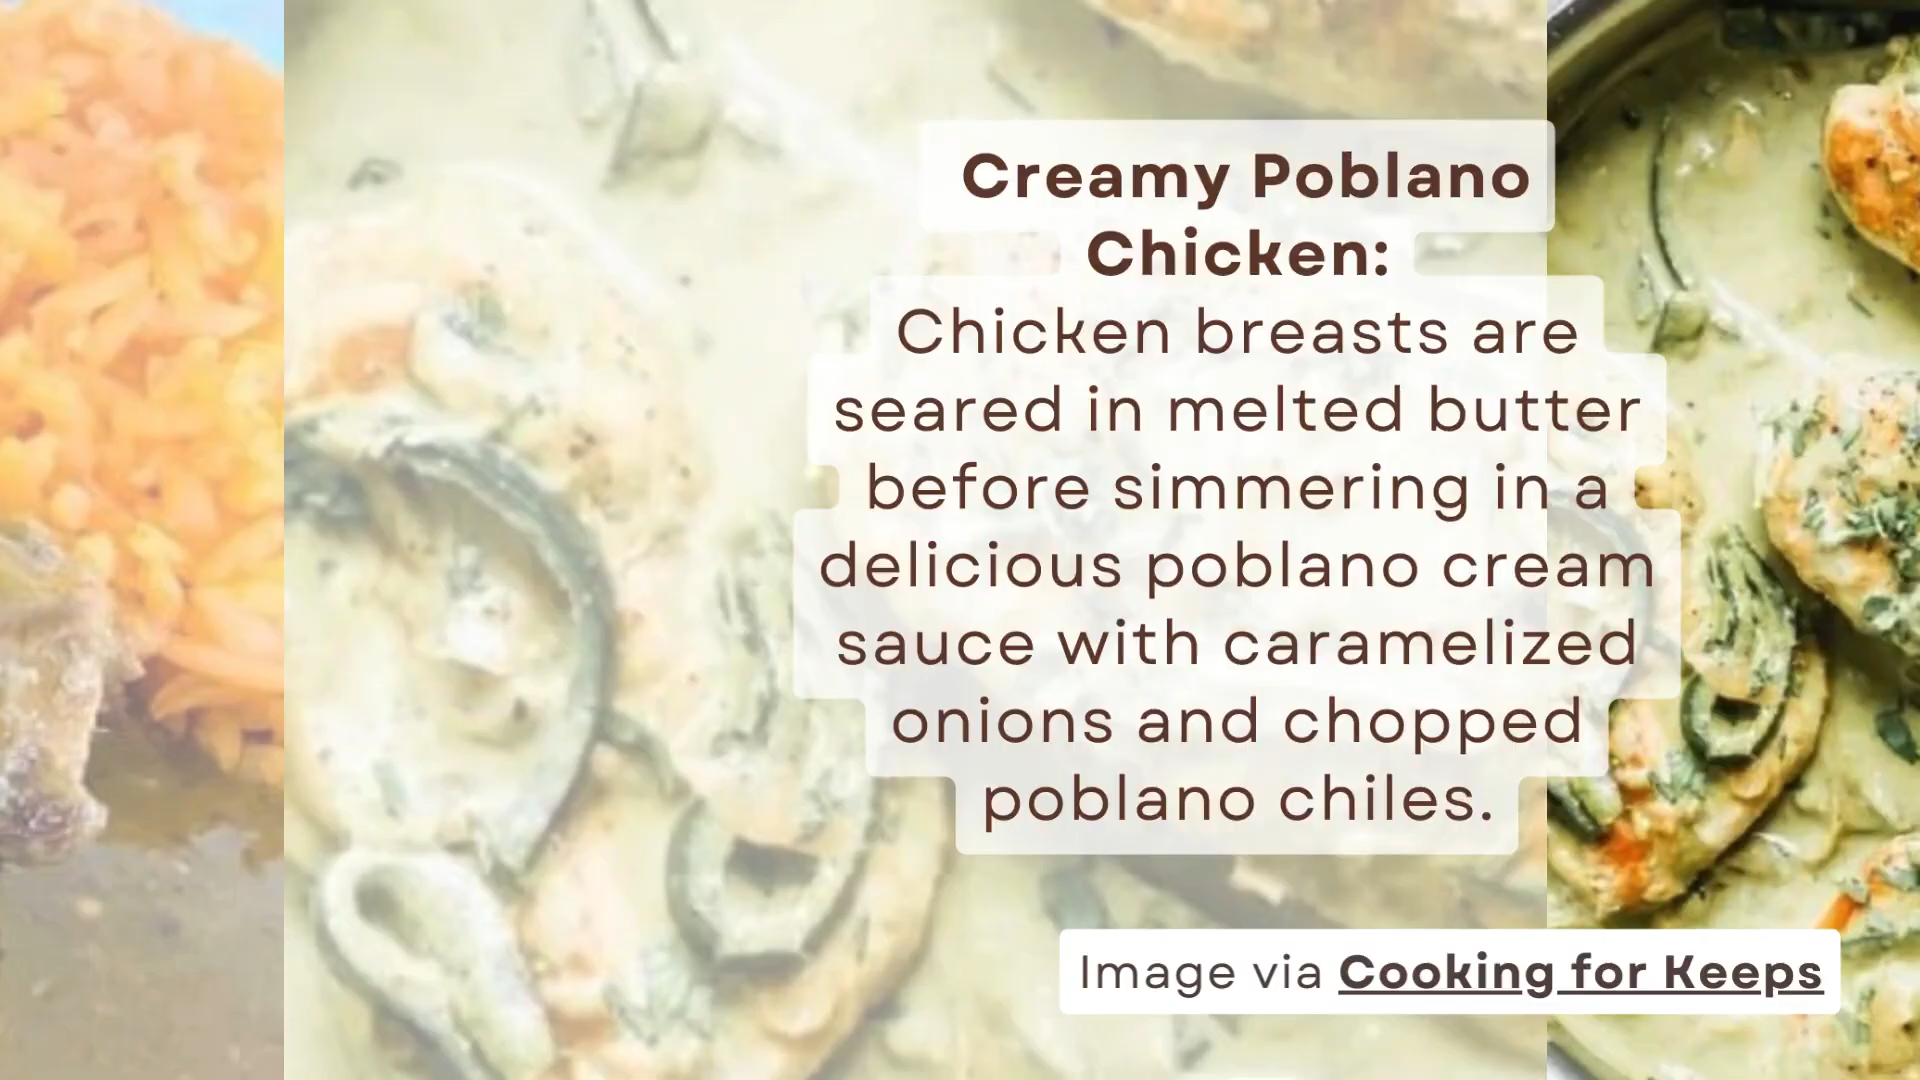 Creamy Poblano
Chicken:
Chicken breasts are
seared in melted butter
before simmering in a
delicious poblano cream
sauce with caramelized
onions and chopped
poblano chiles.
Image via Cooking for Keeps